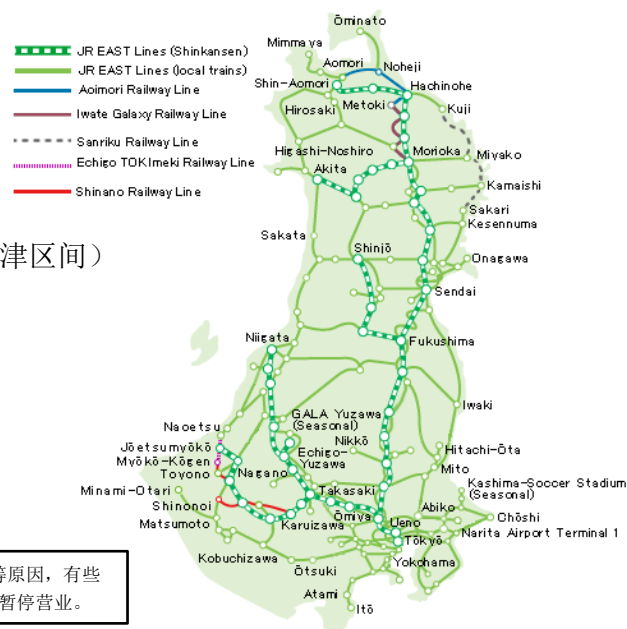 JR EAST Lines (Shinkansen)
JR EAST Lines (local trains)
Aoimori Railway Line
Iwate Galaxy Railway Line
Sanriku Railway Line
Echigo TOKImeki Railway Line
Shinano Railway Line
津区间）
等原因，有些
暂停营业。
Ōminato
Mimmaya
Aomori
Noheji
Shin-Aomori
Hachinohe
Hirosaki
Metoki
Kuji
Higashi-Noshiro
Morioka
Miyako
Akita
Kamaishi
Sakari
Kesennuma
Sakata
Shinjō
Onagawa
Sendai
Niigata
Fukushima
Iwaki
Naoetsu
GALA Yuzawa
(Seasonal)
Jōetsumyōkō
Nikkō
Hitachi-Ōta
Myōkō-Kōgen
Echigo-
Yuzawa
Toyono
Nagano
Mito
Minami-Otari
Takasaki
Kashima-Soccer Stadium
(Seasonal)
Shinonoi
Ōmiya
Abiko
Matsumoto
Karuizawa
Ueno
Chōshi
Narita Airport Terminal 1
Tōkyō
Kobuchizawa
Yokohama
Ōtsuki
Atami
Itō